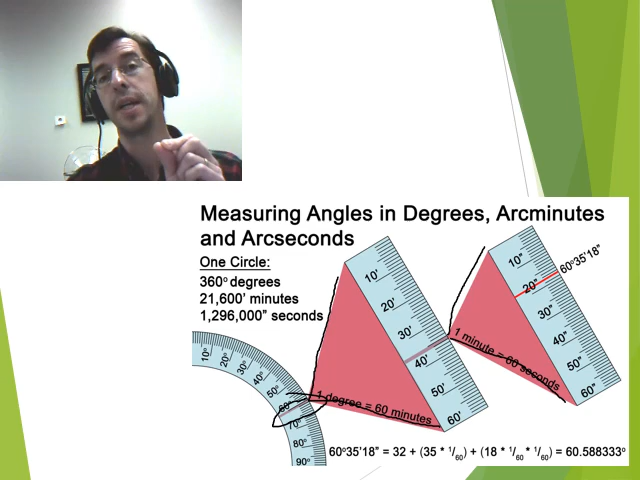 Measuring Angles in Degrees, Arcminutes
and Arcseconds
One Circle:
360° degrees
21,600' minutes
1,296,000" seconds
10°
20°
30°
40°
50°
60°
70°
80°
90°
1 degree = 60 minutes
10'
20'
30'
40'
50'
60'
1 minute = 60 seconds
10"
20"
30"
40"
50"
60"
60°35'18"
60°35'18" = 32 + (35 * 1/60) + (18 * 1/60 * 1/60) = 60.588333°